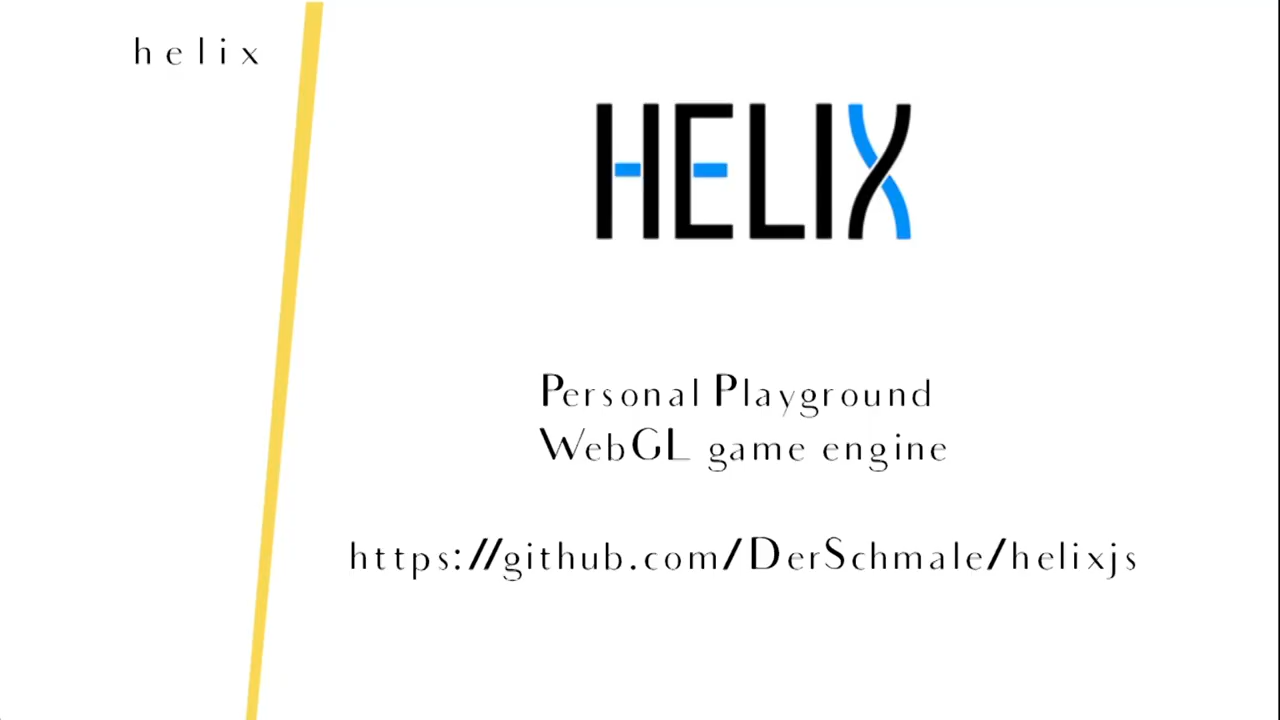 helix
HELIX
Personal Playground
WebGL game engine
https://github.com/DerSchmale/helixjs